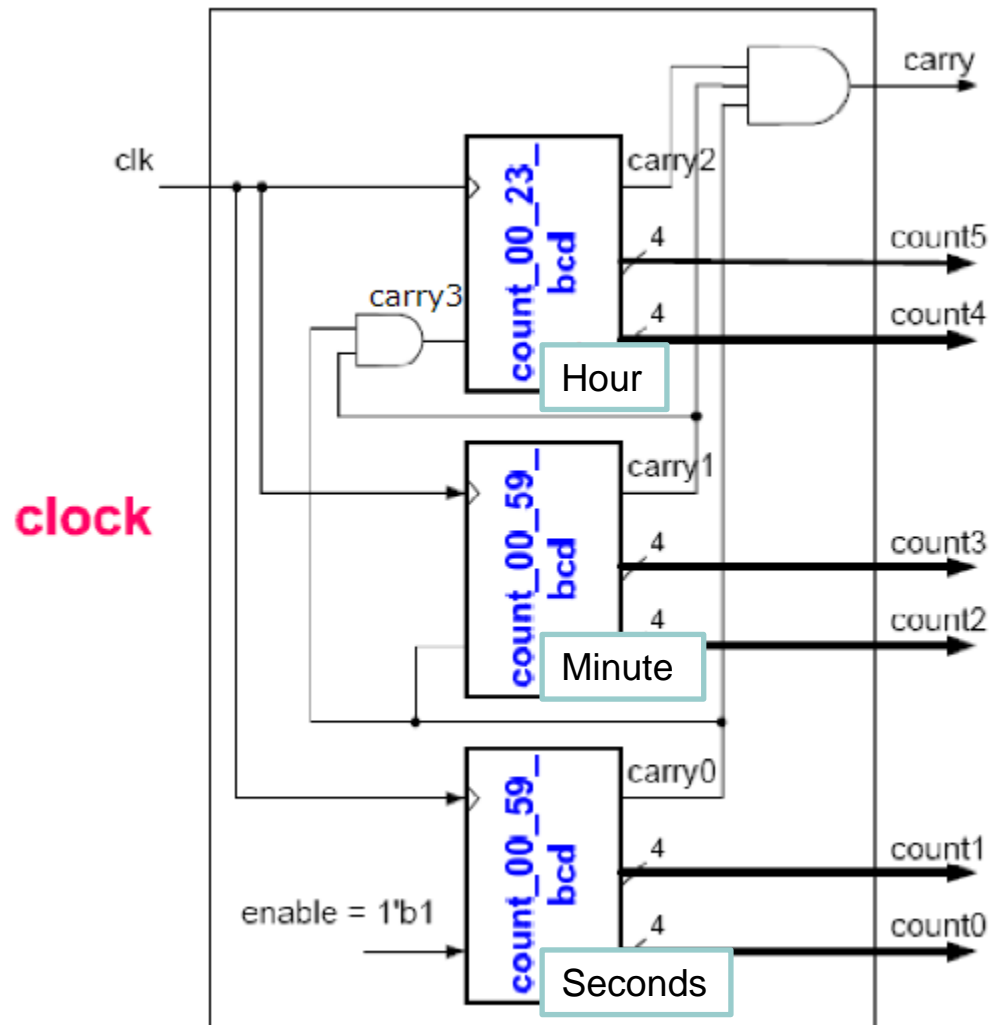 carry
clk
count_00_23_
bcd
carry2
4
count5
carry3
4
count4
Hour
clock
count_00_59_
bcd
carry1
4
count3
4
count2
Minute
count_00_59_
bcd
carry0
4
count1
enable = 1'b1
4
count0
Seconds